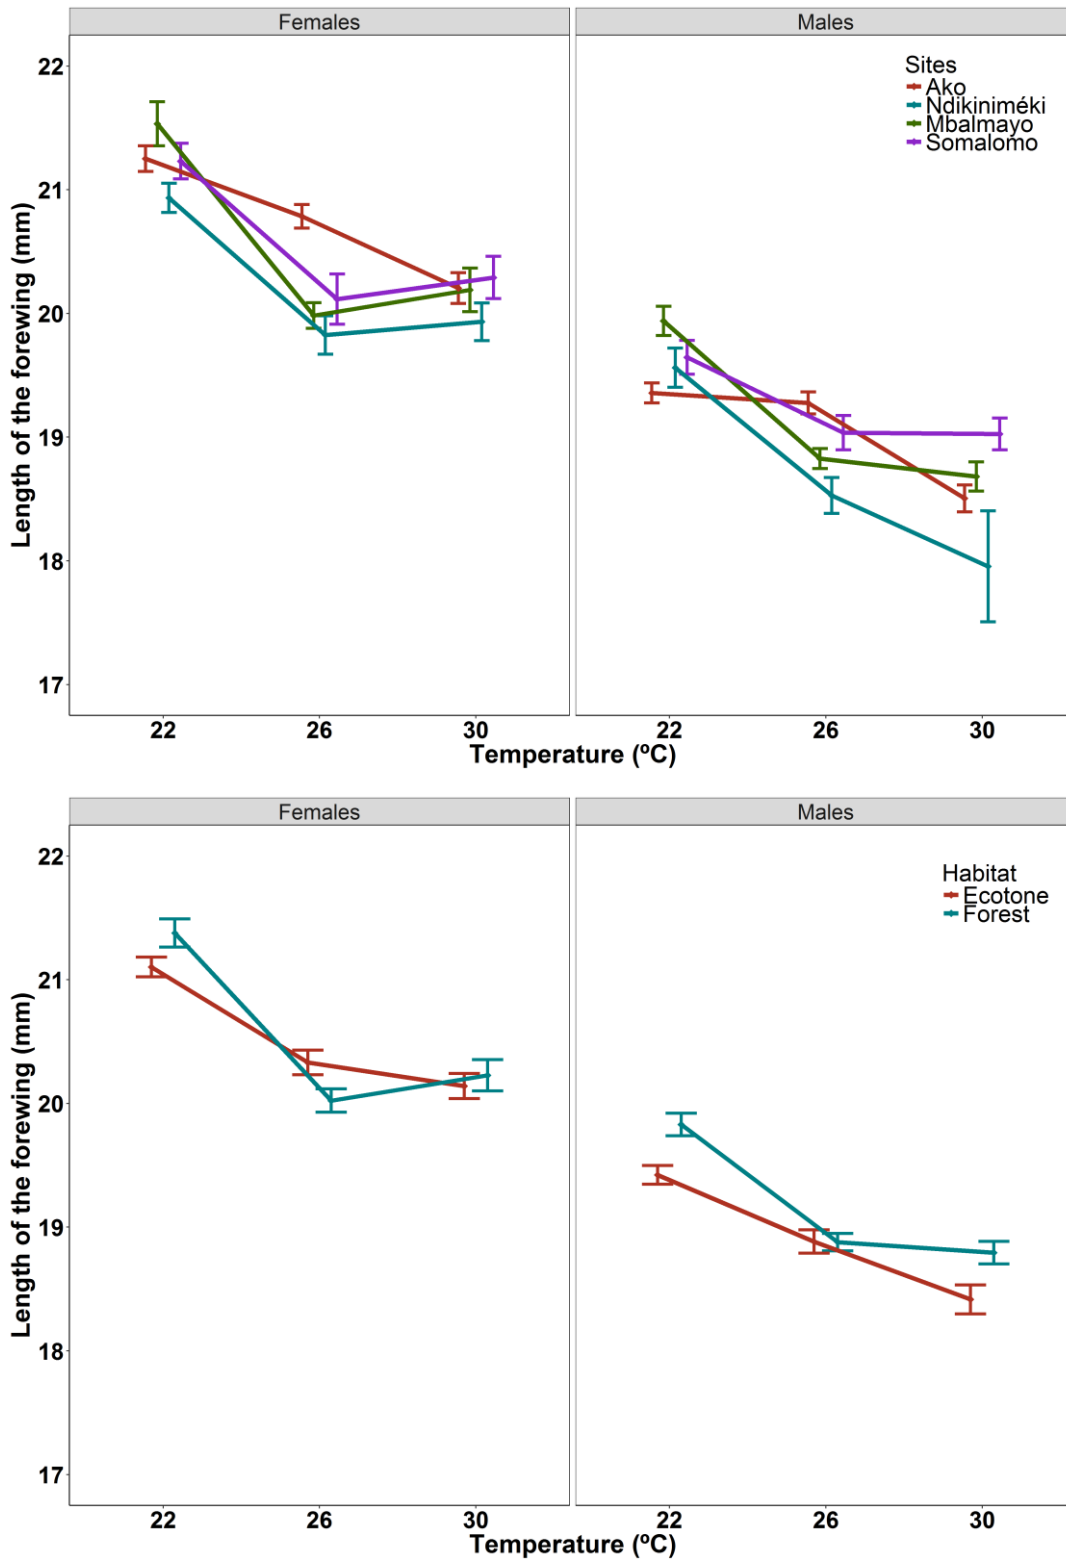 Females
Males
22
21
20
19
18
17
Length of the forewing (mm)
Sites
Ako
Ndikiniméki
Mbalmayo
Somalomo
22
26
30
22
26
30
Temperature (ºC)
Females
Males
22
21
20
19
18
17
Length of the forewing (mm)
Habitat
Ecotone
Forest
22
26
30
22
26
30
Temperature (ºC)